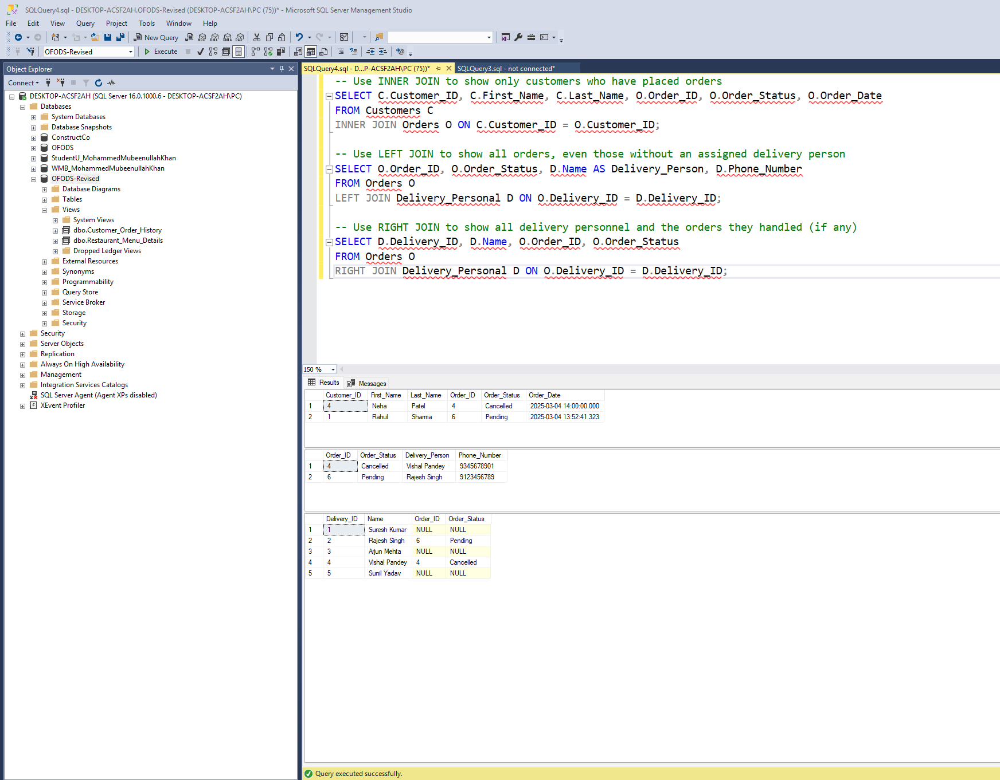 SQLQuery4.sql - DESKTOP-ACSF2AH.OFODS-Revised (DESKTOP-ACSF2AH\PC (75))* - Microsoft SQL Server Management Studio
File Edit View Query Project Tools Window Help
New Query MDX DMX XMLA DAX
OFODS-Revised Execute
Object Explorer
Connect
DESKTOP-ACSF2AH (SQL Server 16.0.1000.6 - DESKTOP-ACSF2AH\PC)
Databases
System Databases
Database Snapshots
ConstructCo
OFODS
StudentU_MohammedMubeenullahKhan
WMB_MohammedMubeenullahKhan
OFODS-Revised
Database Diagrams
Tables
Views
System Views
dbo.Customer_Order_History
dbo.Restaurant_Menu_Details
Dropped Ledger Views
External Resources
Synonyms
Programmability
Query Store
Service Broker
Storage
Security
Security
Server Objects
Replication
Always On High Availability
Management
Integration Services Catalogs
SQL Server Agent (Agent XPs disabled)
XEvent Profiler
SQLQuery4.sql - D...P-ACSF2AH\PC (75))* SQLQuery3.sql - not connected*
-- Use INNER JOIN to show only customers who have placed orders
SELECT C.Customer_ID, C.First_Name, C.Last_Name, O.Order_ID, O.Order_Status, O.Order_Date
FROM Customers C
INNER JOIN Orders O ON C.Customer_ID = O.Customer_ID;
-- Use LEFT JOIN to show all orders, even those without an assigned delivery person
SELECT O.Order_ID, O.Order_Status, D.Name AS Delivery_Person, D.Phone_Number
FROM Orders O
LEFT JOIN Delivery_Personal D ON O.Delivery_ID = D.Delivery_ID;
-- Use RIGHT JOIN to show all delivery personnel and the orders they handled (if any)
SELECT D.Delivery_ID, D.Name, O.Order_ID, O.Order_Status
FROM Orders O
RIGHT JOIN Delivery_Personal D ON O.Delivery_ID = D.Delivery_ID;
150 %
Results Messages
Customer_ID First_Name Last_Name Order_ID Order_Status Order_Date
1 4 Neha Patel 4 Cancelled 2025-03-04 14:00:00.000
2 1 Rahul Sharma 6 Pending 2025-03-04 13:52:41.323
Order_ID Order_Status Delivery_Person Phone_Number
1 4 Cancelled Vishal Pandey 9345678901
2 6 Pending Rajesh Singh 9123456789
Delivery_ID Name Order_ID Order_Status
1 1 Suresh Kumar NULL NULL
2 2 Rajesh Singh 6 Pending
3 3 Arjun Mehta NULL NULL
4 4 Vishal Pandey 4 Cancelled
5 5 Sunil Yadav NULL NULL
Query executed successfully.